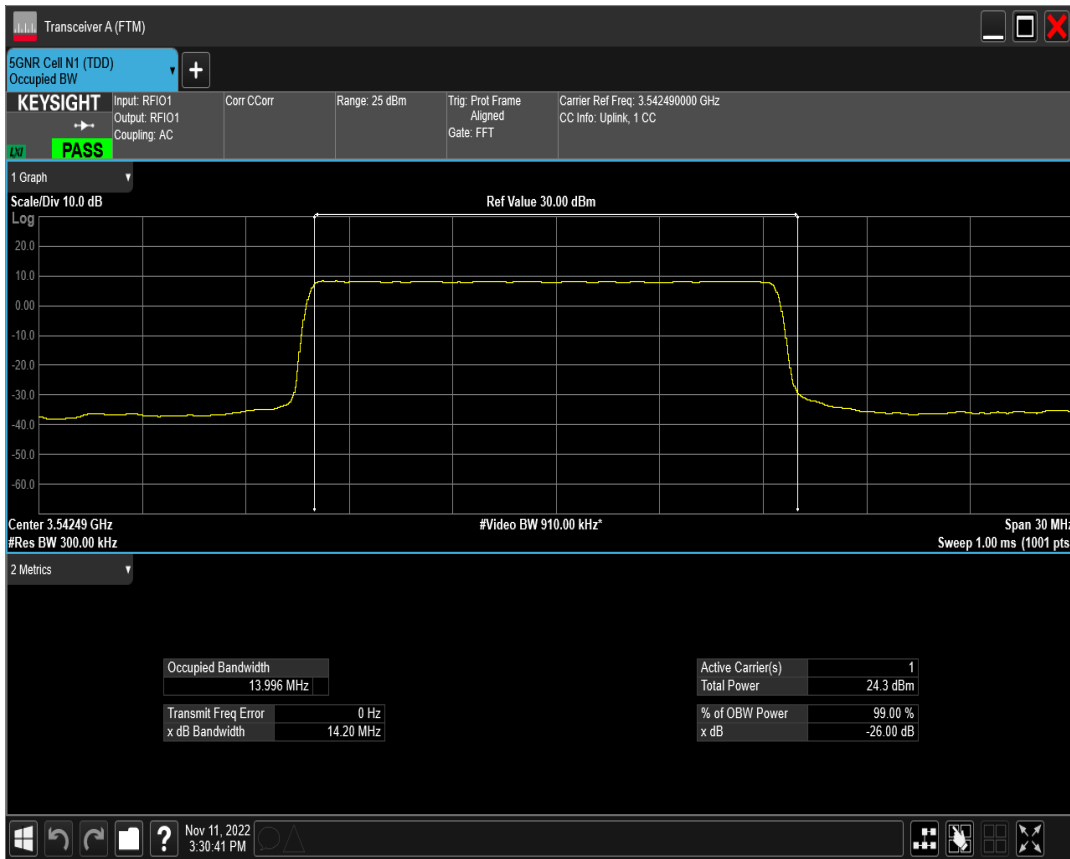 Transceiver A (FTM)
5GNR Cell N1 (TDD)
Occupied BW
+
KEYSIGHT
LXI
PASS
Input: RFIO1
Output: RFIO1
Coupling: AC
Corr CCorr
Range: 25 dBm
Trig: Prot Frame
Aligned
Gate: FFT
Carrier Ref Freq: 3.542490000 GHz
CC Info: Uplink, 1 CC
1 Graph
Scale/Div 10.0 dB
Ref Value 30.00 dBm
Log
20.0
10.0
0.00
-10.0
-20.0
-30.0
-40.0
-50.0
-60.0
Center 3.54249 GHz
#Video BW 910.00 kHz*
Span 30 MHz
#Res BW 300.00 kHz
Sweep 1.00 ms (1001 pts
2 Metrics
Occupied Bandwidth
13.996 MHz
Transmit Freq Error 0 Hz
x dB Bandwidth 14.20 MHz
Active Carrier(s) 1
Total Power 24.3 dBm
% of OBW Power 99.00 %
x dB -26.00 dB
?
Nov 11, 2022
3:30:41 PM